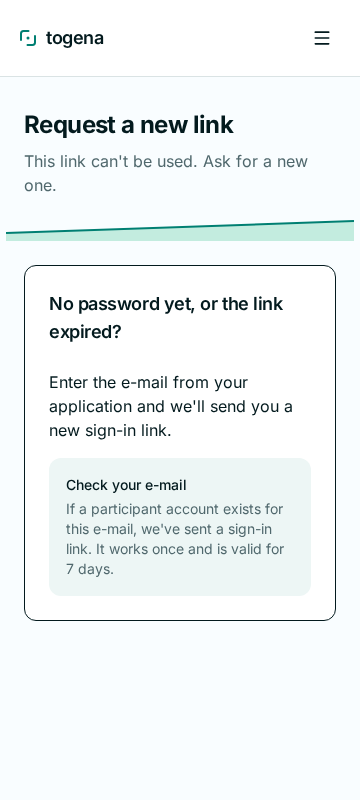 togena
Request a new link
This link can't be used. Ask for a new
one.
No password yet, or the link
expired?
Enter the e-mail from your
application and we'll send you a
new sign-in link.
Check your e-mail
If a participant account exists for
this e-mail, we've sent a sign-in
link. It works once and is valid for
7 days.